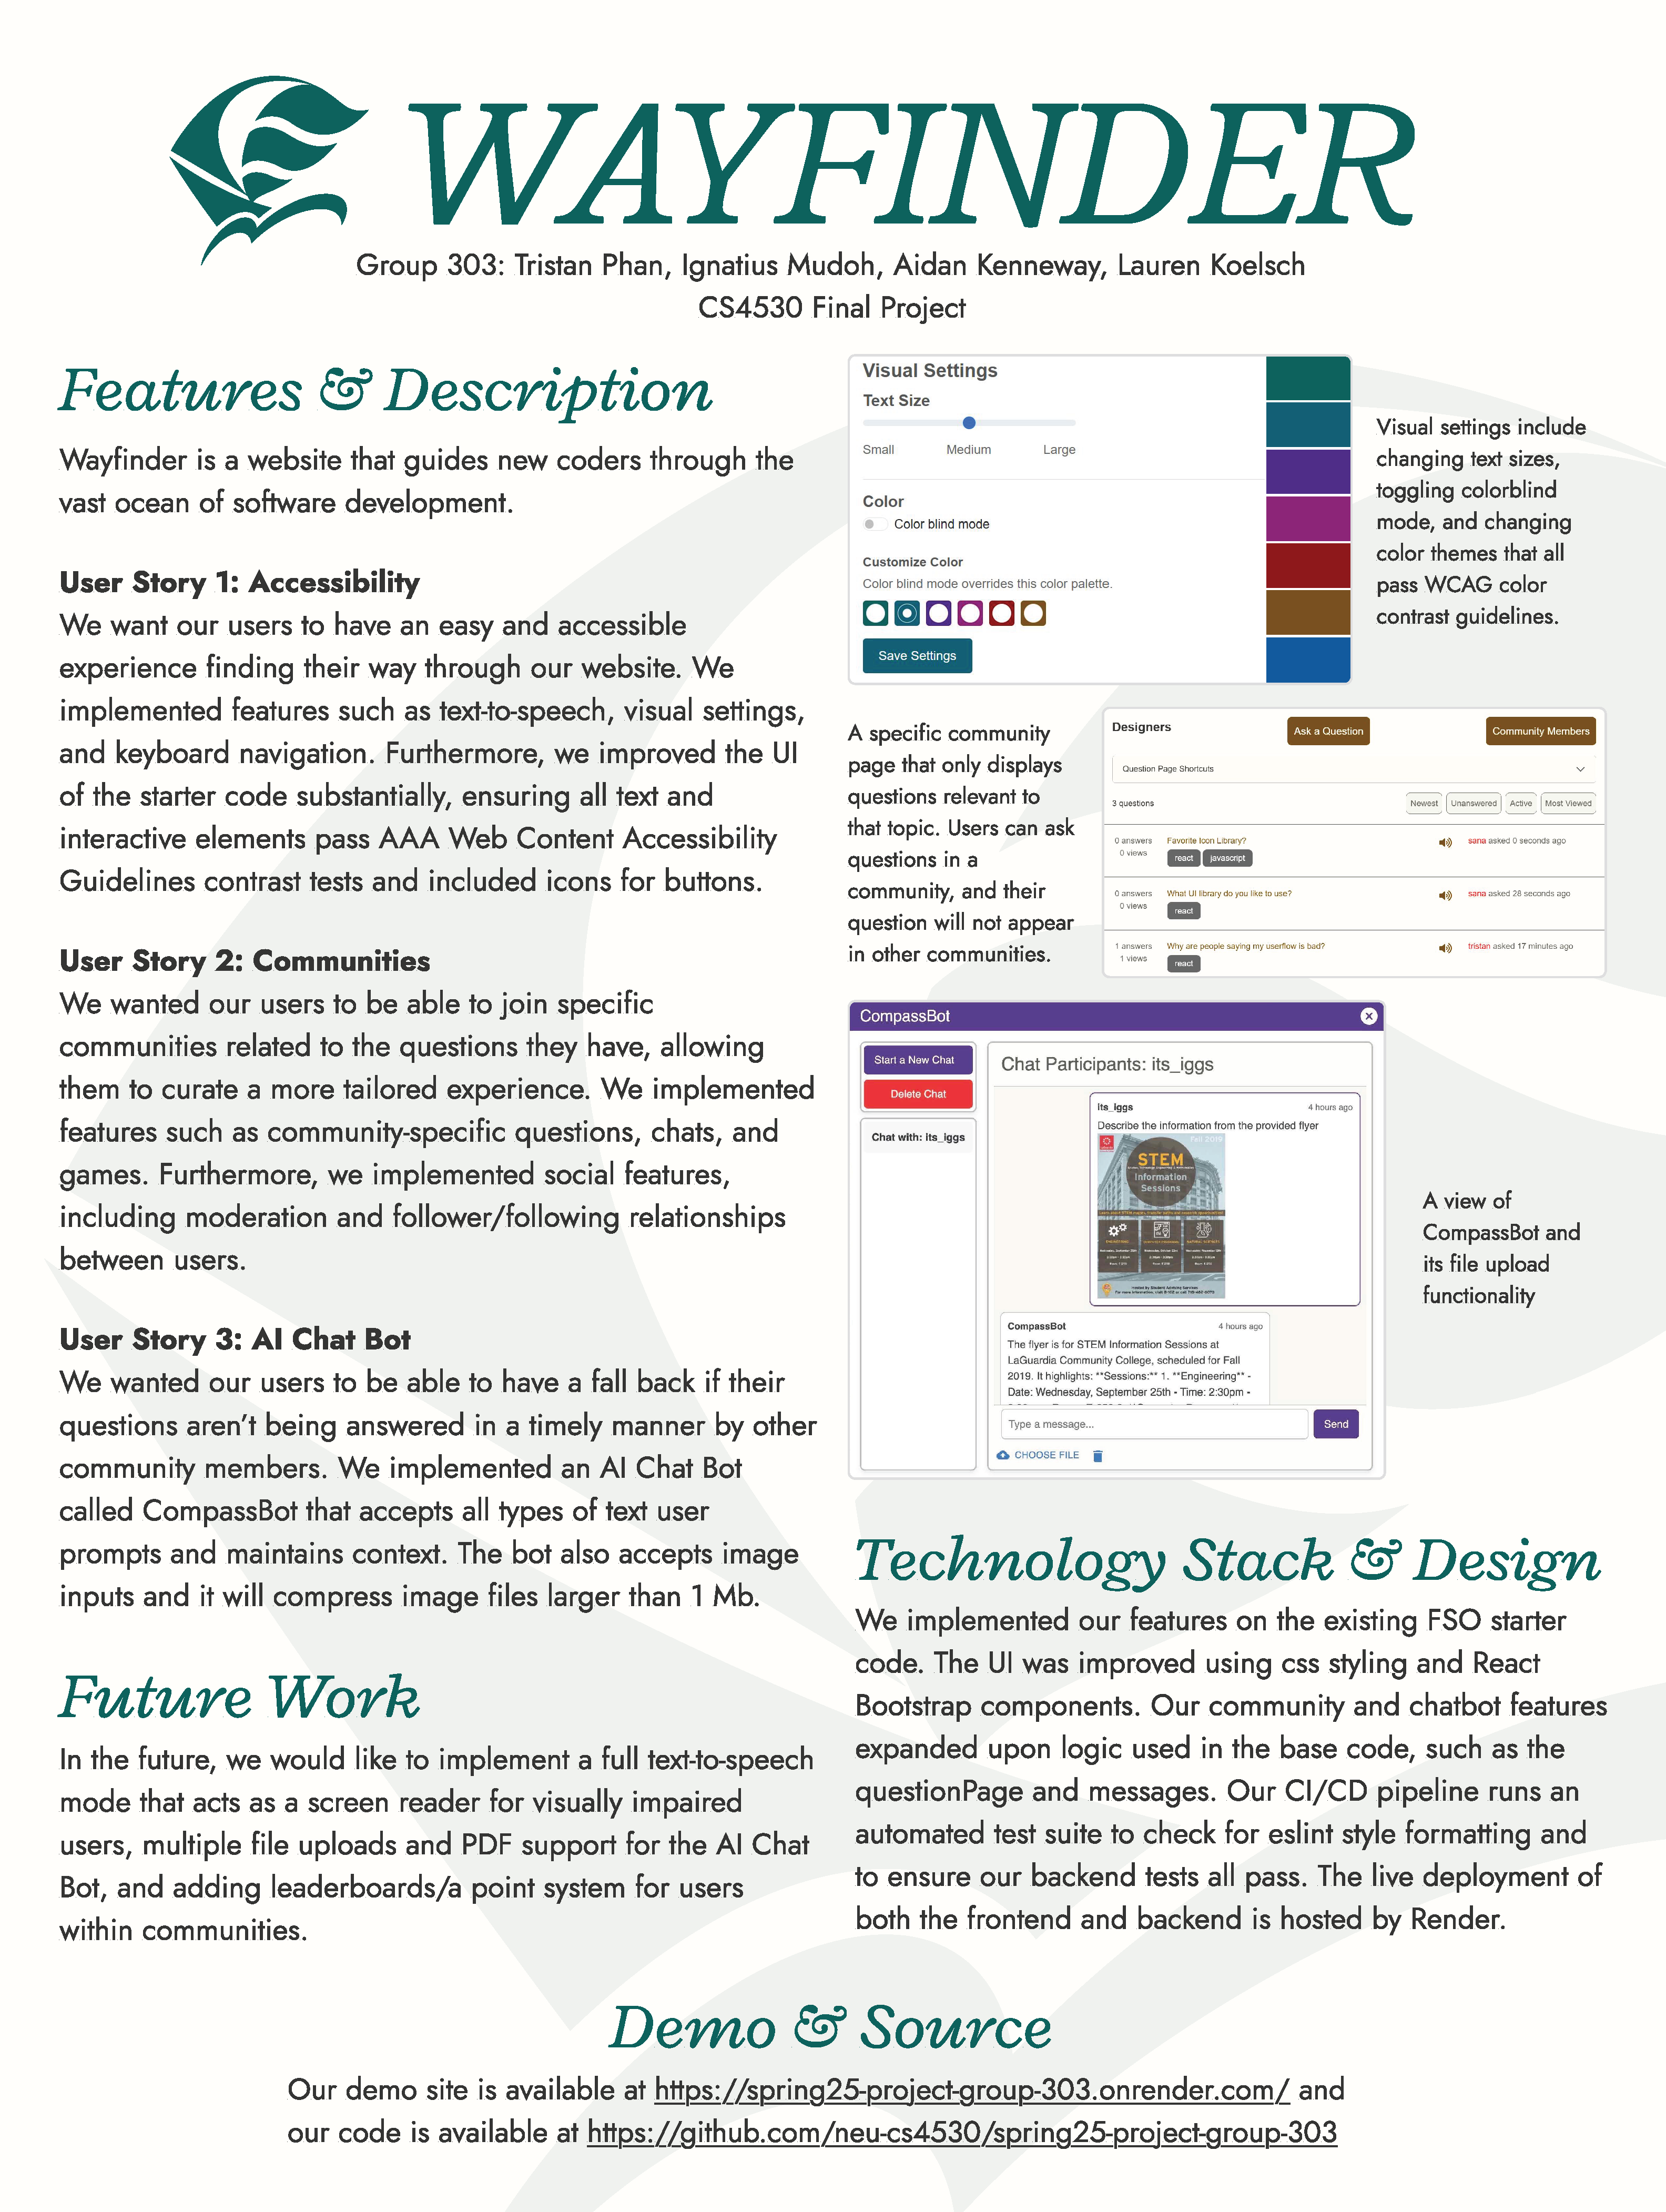 WAYFINDER
Group 303: Tristan Phan, Ignatius Mudoh, Aidan Kenneway, Lauren Koelsch
CS4530 Final Project
Features & Description
Wayfinder is a website that guides new coders through the
vast ocean of software development.
User Story 1: Accessibility
We want our users to have an easy and accessible
experience finding their way through our website. We
implemented features such as text-to-speech, visual settings,
and keyboard navigation. Furthermore, we improved the UI
of the starter code substantially, ensuring all text and
interactive elements pass AAA Web Content Accessibility
Guidelines contrast tests and included icons for buttons.
User Story 2: Communities
We wanted our users to be able to join specific
communities related to the questions they have, allowing
them to curate a more tailored experience. We implemented
features such as community-specific questions, chats, and
games. Furthermore, we implemented social features,
including moderation and follower/following relationships
between users.
User Story 3: AI Chat Bot
We wanted our users to be able to have a fall back if their
questions aren't being answered in a timely manner by other
community members. We implemented an AI Chat Bot
called CompassBot that accepts all types of text user
prompts and maintains context. The bot also accepts image
inputs and it will compress image files larger than 1 Mb.
Future Work
In the future, we would like to implement a full text-to-speech
mode that acts as a screen reader for visually impaired
users, multiple file uploads and PDF support for the AI Chat
Bot, and adding leaderboards/a point system for users
within communities.
Visual Settings
Text Size
Small Medium Large
Color
Color blind mode
Customize Color
Color blind mode overrides this color palette.
Save Settings
Visual settings include
changing text sizes,
toggling colorblind
mode, and changing
color themes that all
pass WCAG color
contrast guidelines.
A specific community
page that only displays
questions relevant to
that topic. Users can ask
questions in a
community, and their
question will not appear
in other communities.
Designers Ask a Question Community Members
Question Page Shortcuts
3 questions Newest Unanswered Active Most Viewed
0 answers Favorite Icon Library? sana asked 0 seconds ago
0 views react javascript
0 answers What UI library do you like to use? sana asked 28 seconds ago
0 views react
1 answers Why are people saying my userflow is bad? tristan asked 17 minutes ago
1 views react
CompassBot
Start a New Chat
Delete Chat
Chat with: its_iggs
Chat Participants: its_iggs
its_iggs 4 hours ago
Describe the information from the provided flyer
Fall 2019
STEM
Information
Sessions
CompassBot 4 hours ago
The flyer is for STEM Information Sessions at
LaGuardia Community College, scheduled for Fall
2019. It highlights: **Sessions:** 1. **Engineering** -
Date: Wednesday, September 25th - Time: 2:30pm -
Type a message... Send
CHOOSE FILE
A view of
CompassBot and
its file upload
functionality
Technology Stack & Design
We implemented our features on the existing FSO starter
code. The UI was improved using css styling and React
Bootstrap components. Our community and chatbot features
expanded upon logic used in the base code, such as the
questionPage and messages. Our CI/CD pipeline runs an
automated test suite to check for eslint style formatting and
to ensure our backend tests all pass. The live deployment of
both the frontend and backend is hosted by Render.
Demo & Source
Our demo site is available at https://spring25-project-group-303.onrender.com/ and
our code is available at https://github.com/neu-cs4530/spring25-project-group-303